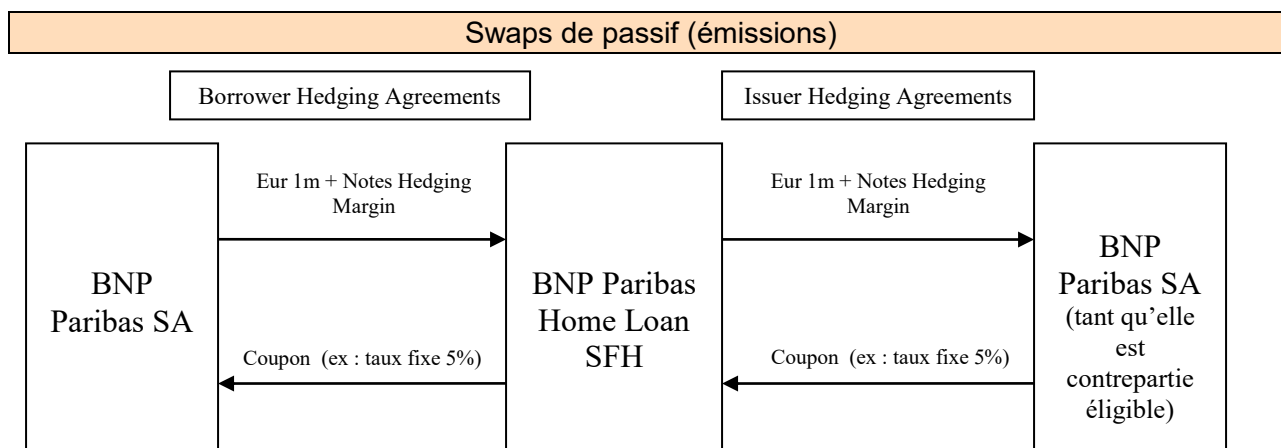 Swaps de passif (émissions)
Borrower Hedging Agreements
Issuer Hedging Agreements
BNP
Paribas SA
Eur 1m + Notes Hedging
Margin
Coupon (ex : taux fixe 5%)
BNP Paribas
Home Loan
SFH
Eur 1m + Notes Hedging
Margin
Coupon (ex : taux fixe 5%)
BNP
Paribas SA
(tant qu’elle
est
contrepartie
éligible)